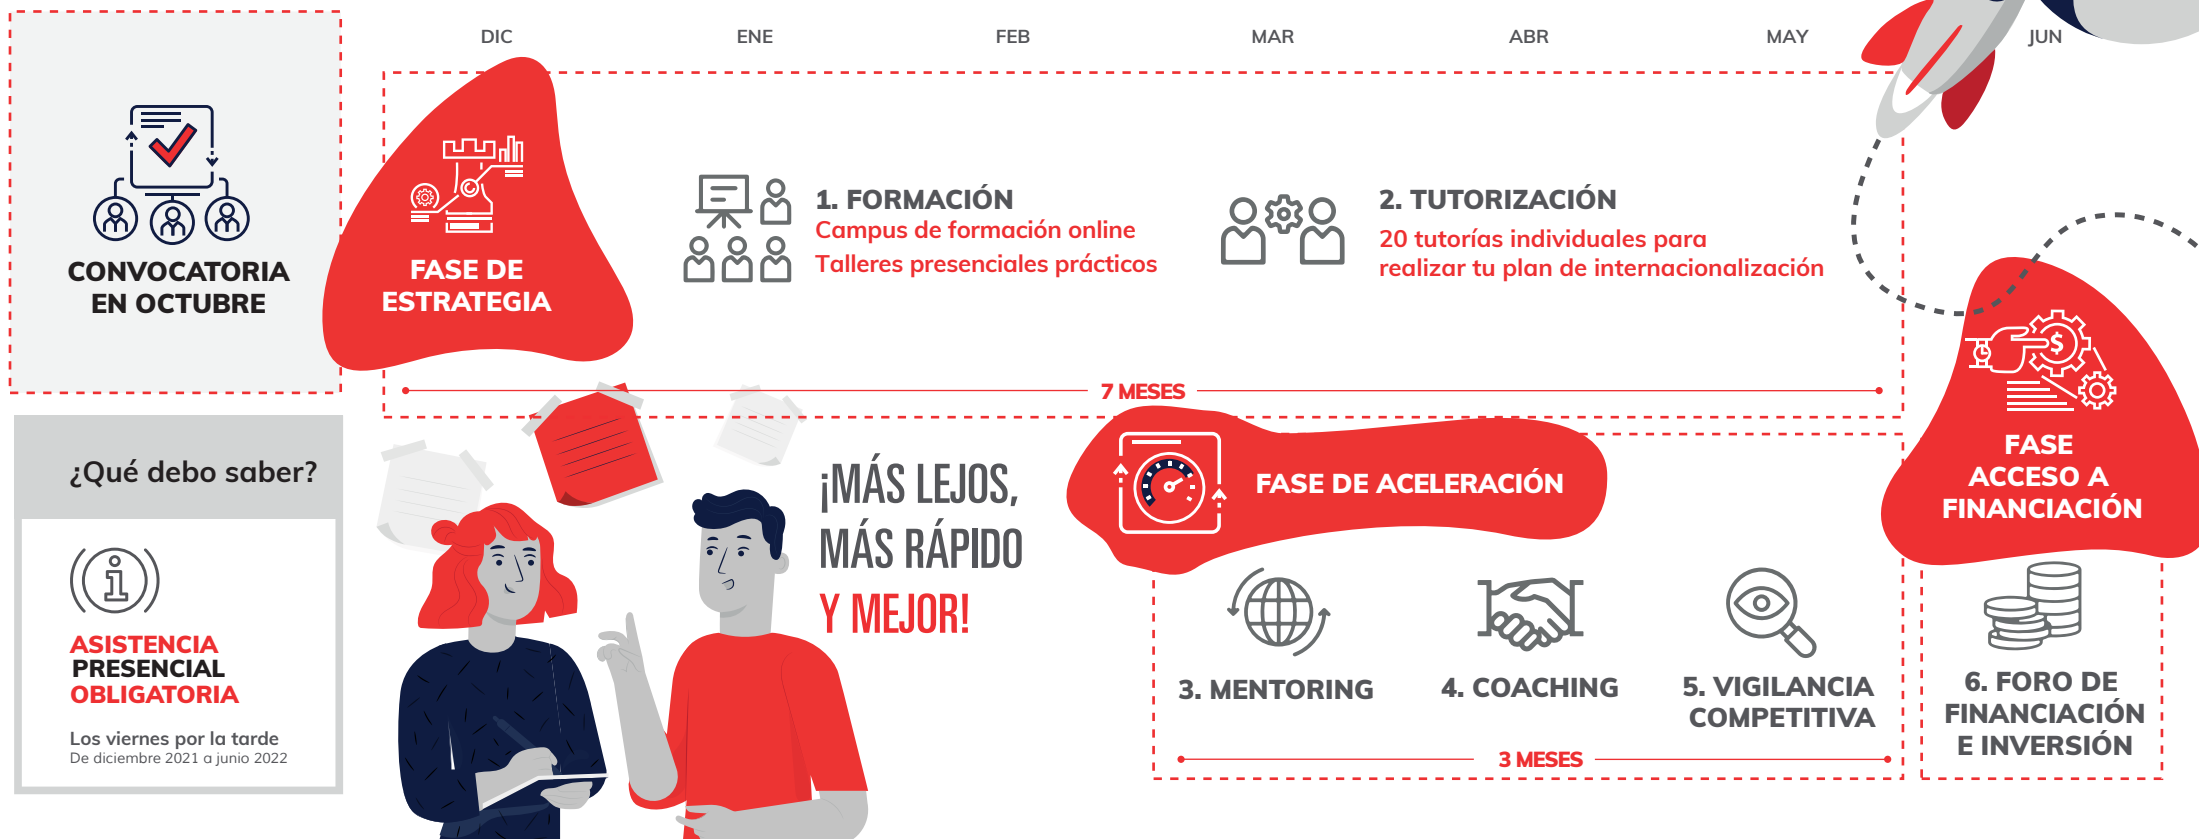 DIC
ENE
FEB
MAR
ABR
MAY
JUN
CONVOCATORIA
EN OCTUBRE
FASE DE
ESTRATEGIA
1. FORMACIÓN
Campus de formación online
Talleres presenciales prácticos
2. TUTORIZACIÓN
20 tutorías individuales para
realizar tu plan de internacionalización
7 MESES
¿Qué debo saber?
ASISTENCIA
PRESENCIAL
OBLIGATORIA
Los viernes por la tarde
De diciembre 2021 a junio 2022
¡MÁS LEJOS,
MÁS RÁPIDO
Y MEJOR!
FASE DE ACELERACIÓN
3. MENTORING
4. COACHING
5. VIGILANCIA
COMPETITIVA
3 MESES
$
FASE
ACCESO A
FINANCIACIÓN
6. FORO DE
FINANCIACIÓN
E INVERSIÓN